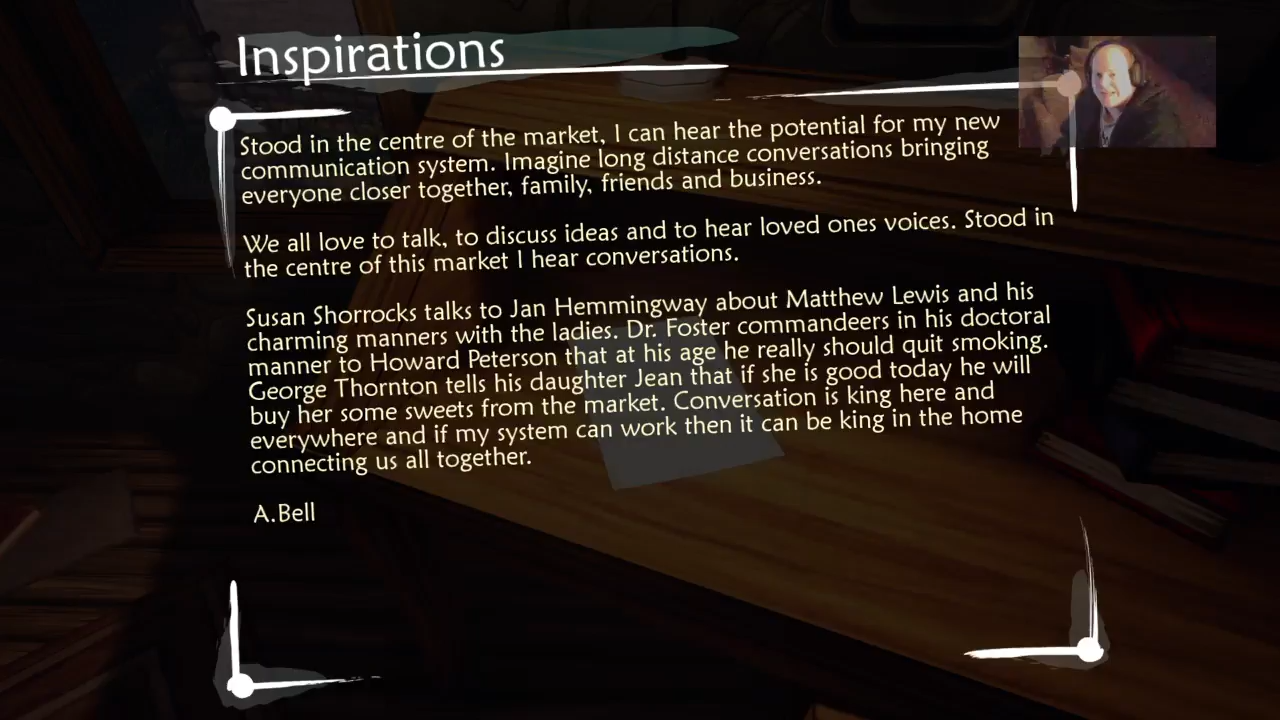 Inspirations
Stood in the centre of the market, I can hear the potential for my new
communication system. Imagine long distance conversations bringing
everyone closer together, family, friends and business.
We all love to talk, to discuss ideas and to hear loved ones voices. Stood in
the centre of this market I hear conversations.
Susan Shorrocks talks to Jan Hemmingway about Matthew Lewis and his
charming manners with the ladies. Dr. Foster commandeers in his doctoral
manner to Howard Peterson that at his age he really should quit smoking.
George Thornton tells his daughter Jean that if she is good today he will
buy her some sweets from the market. Conversation is king here and
everywhere and if my system can work then it can be king in the home
connecting us all together.
A.Bell